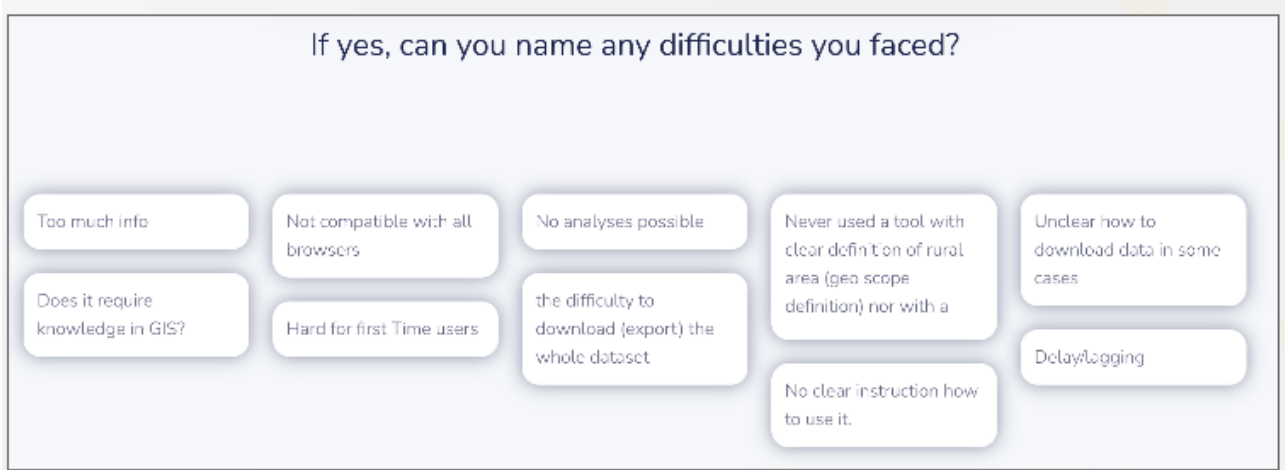 If yes, can you name any difficulties you faced?
Too much info
Does it require
knowledge in GIS?
Not compatible with all
browsers
Hard for first Time users
No analyses possible
the difficulty to
download (export) the
whole dataset
Never used a tool with
clear definition of rural
area (geo scope
definition) nor with a
No clear instruction how
to use it.
Unclear how to
download data in some
cases
Delay/lagging